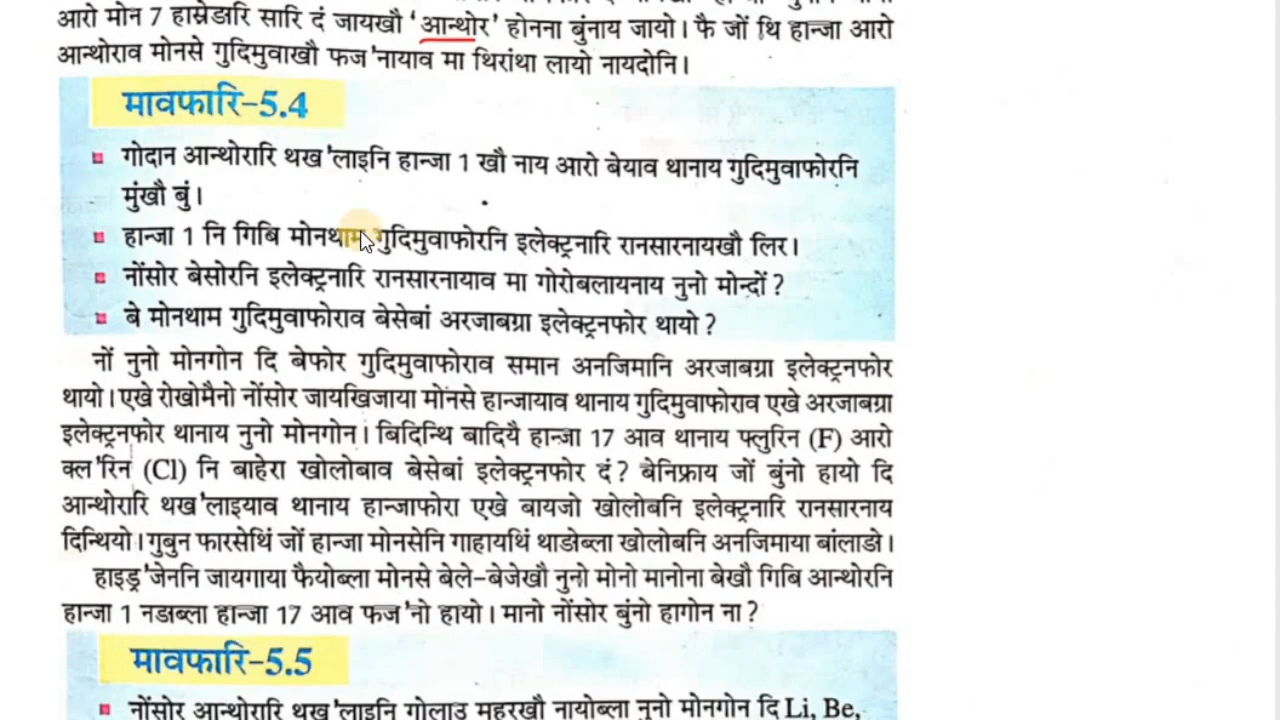 आरो मोन 7 हास्रेङारि सारि दं जायखौ ‘आन्थोर’ होनना बुंनाय जायो। फै जों थि हान्जा आरो
आन्थोराव मोनसे गुदिमुवाखौ फज'नायाव मा थिरांथा लायो नायदोनि।
मावफारि-5.4
गोदान आन्थोरारि थख'लाइनि हान्जा 1 खौ नाय आरो बेयाव थानाय गुदिमुवाफोरनि
मुंखौ बुं।
हान्जा 1 नि गिबि मोनथाम गुदिमुवाफोरनि इलेक्ट्रनारि रानसारनायखौ लिर।
नोंसोर बेसोरनि इलेक्ट्रनारि रानसारनायाव मा गोरोबलायनाय नुनो मोन्दों?
बे मोनथाम गुदिमुवाफोराव बेसेबां अरजाबग्रा इलेक्ट्रनफोर थायो?
नों नुनो मोनगोन दि बेफोर गुदिमुवाफोराव समान अनजिमानि अरजाबग्रा इलेक्ट्रनफोर
थायो। एखे रोखोमैनो नोंसोर जायखिजाया मोनसे हान्जायाव थानाय गुदिमुवाफोराव एखे अरजाबग्रा
इलेक्ट्रनफोर थानाय नुनो मोनगोन। बिदिन्थि बादियै हान्जा 17 आव थानाय फ्लुरिन (F) आरो
क्ल'रिन (Cl) नि बाहेरा खोलोबाव बेसेबां इलेक्ट्रनफोर दं? बेनिफ्राय जों बुंनो हायो दि
आन्थोरारि थख'लाइयाव थानाय हान्जाफोरा एखे बायजो खोलोबनि इलेक्ट्रनारि रानसारनाय
दिन्थियो। गुबुन फारसेथिं जों हान्जा मोनसेनि गाहायथिं थाङोब्ला खोलोबनि अनजिमाया बांलाङो।
हाइड्र'जेननि जायगाया फैयोब्ला मोनसे बेले-बेजेखौ नुनो मोनो मानोना बेखौ गिबि आन्थोरनि
हान्जा 1 नङाब्ला हान्जा 17 आव फज'नो हायो। मानो नोंसोर बुंनो हागोन ना?
मावफारि-5.5
नोंसोर आन्थोरारि थख'लाइनि गोलाउ महरखौ नायोब्ला नुनो मोनगोन दि Li, Be,